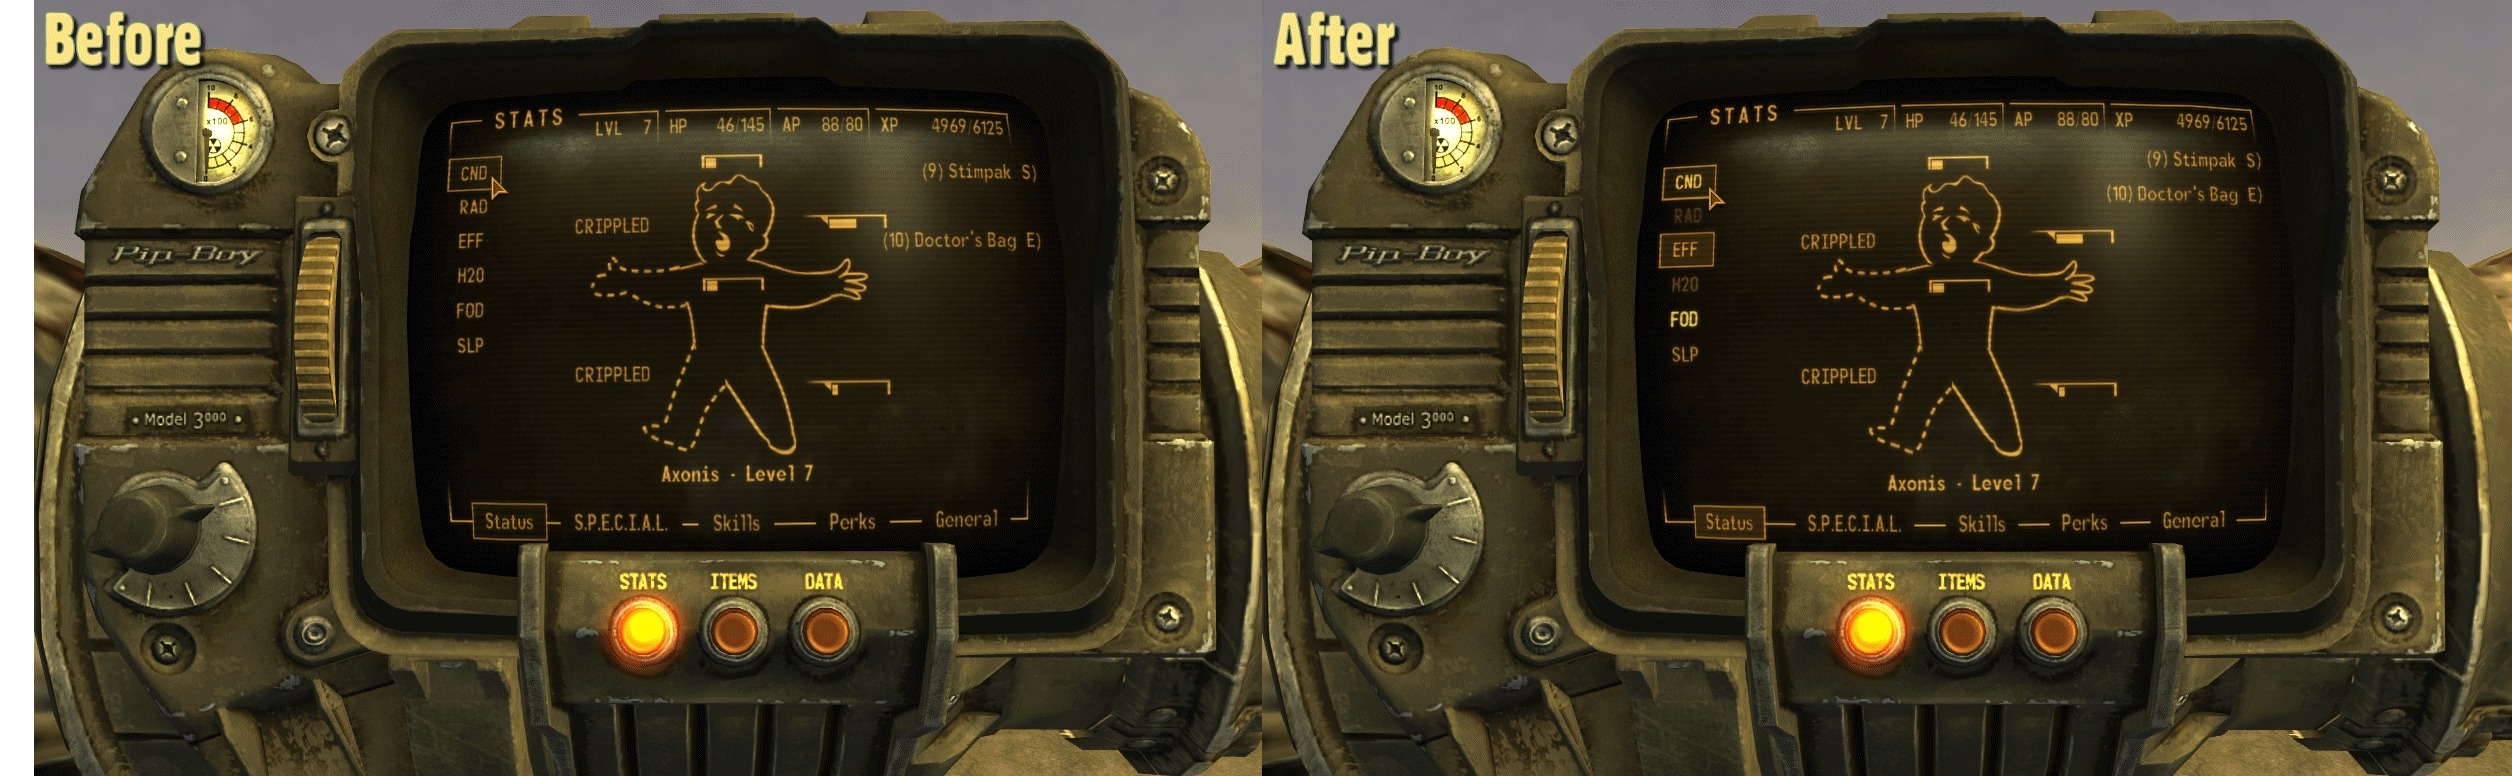 Before
STATS LVL 7 HP 46/145 AP 88/80 XP 4969/6125
CND
RAD
EFF
H2O
FOD
SLP
(9) Stimpak S)
(10) Doctor's Bag E)
CRIPPLED
CRIPPLED
Axonis - Level 7
Status S.P.E.C.I.A.L. Skills Perks General
x100
Pip-Boy
• Model 3000 •
STATS ITEMS DATA
After
STATS LVL 7 HP 46/145 AP 88/80 XP 4969/6125
CND
RAD
EFF
H2O
FOD
SLP
(9) Stimpak S)
(10) Doctor's Bag E)
CRIPPLED
CRIPPLED
Axonis - Level 7
Status S.P.E.C.I.A.L. Skills Perks General
x100
Pip-Boy
• Model 3000 •
STATS ITEMS DATA